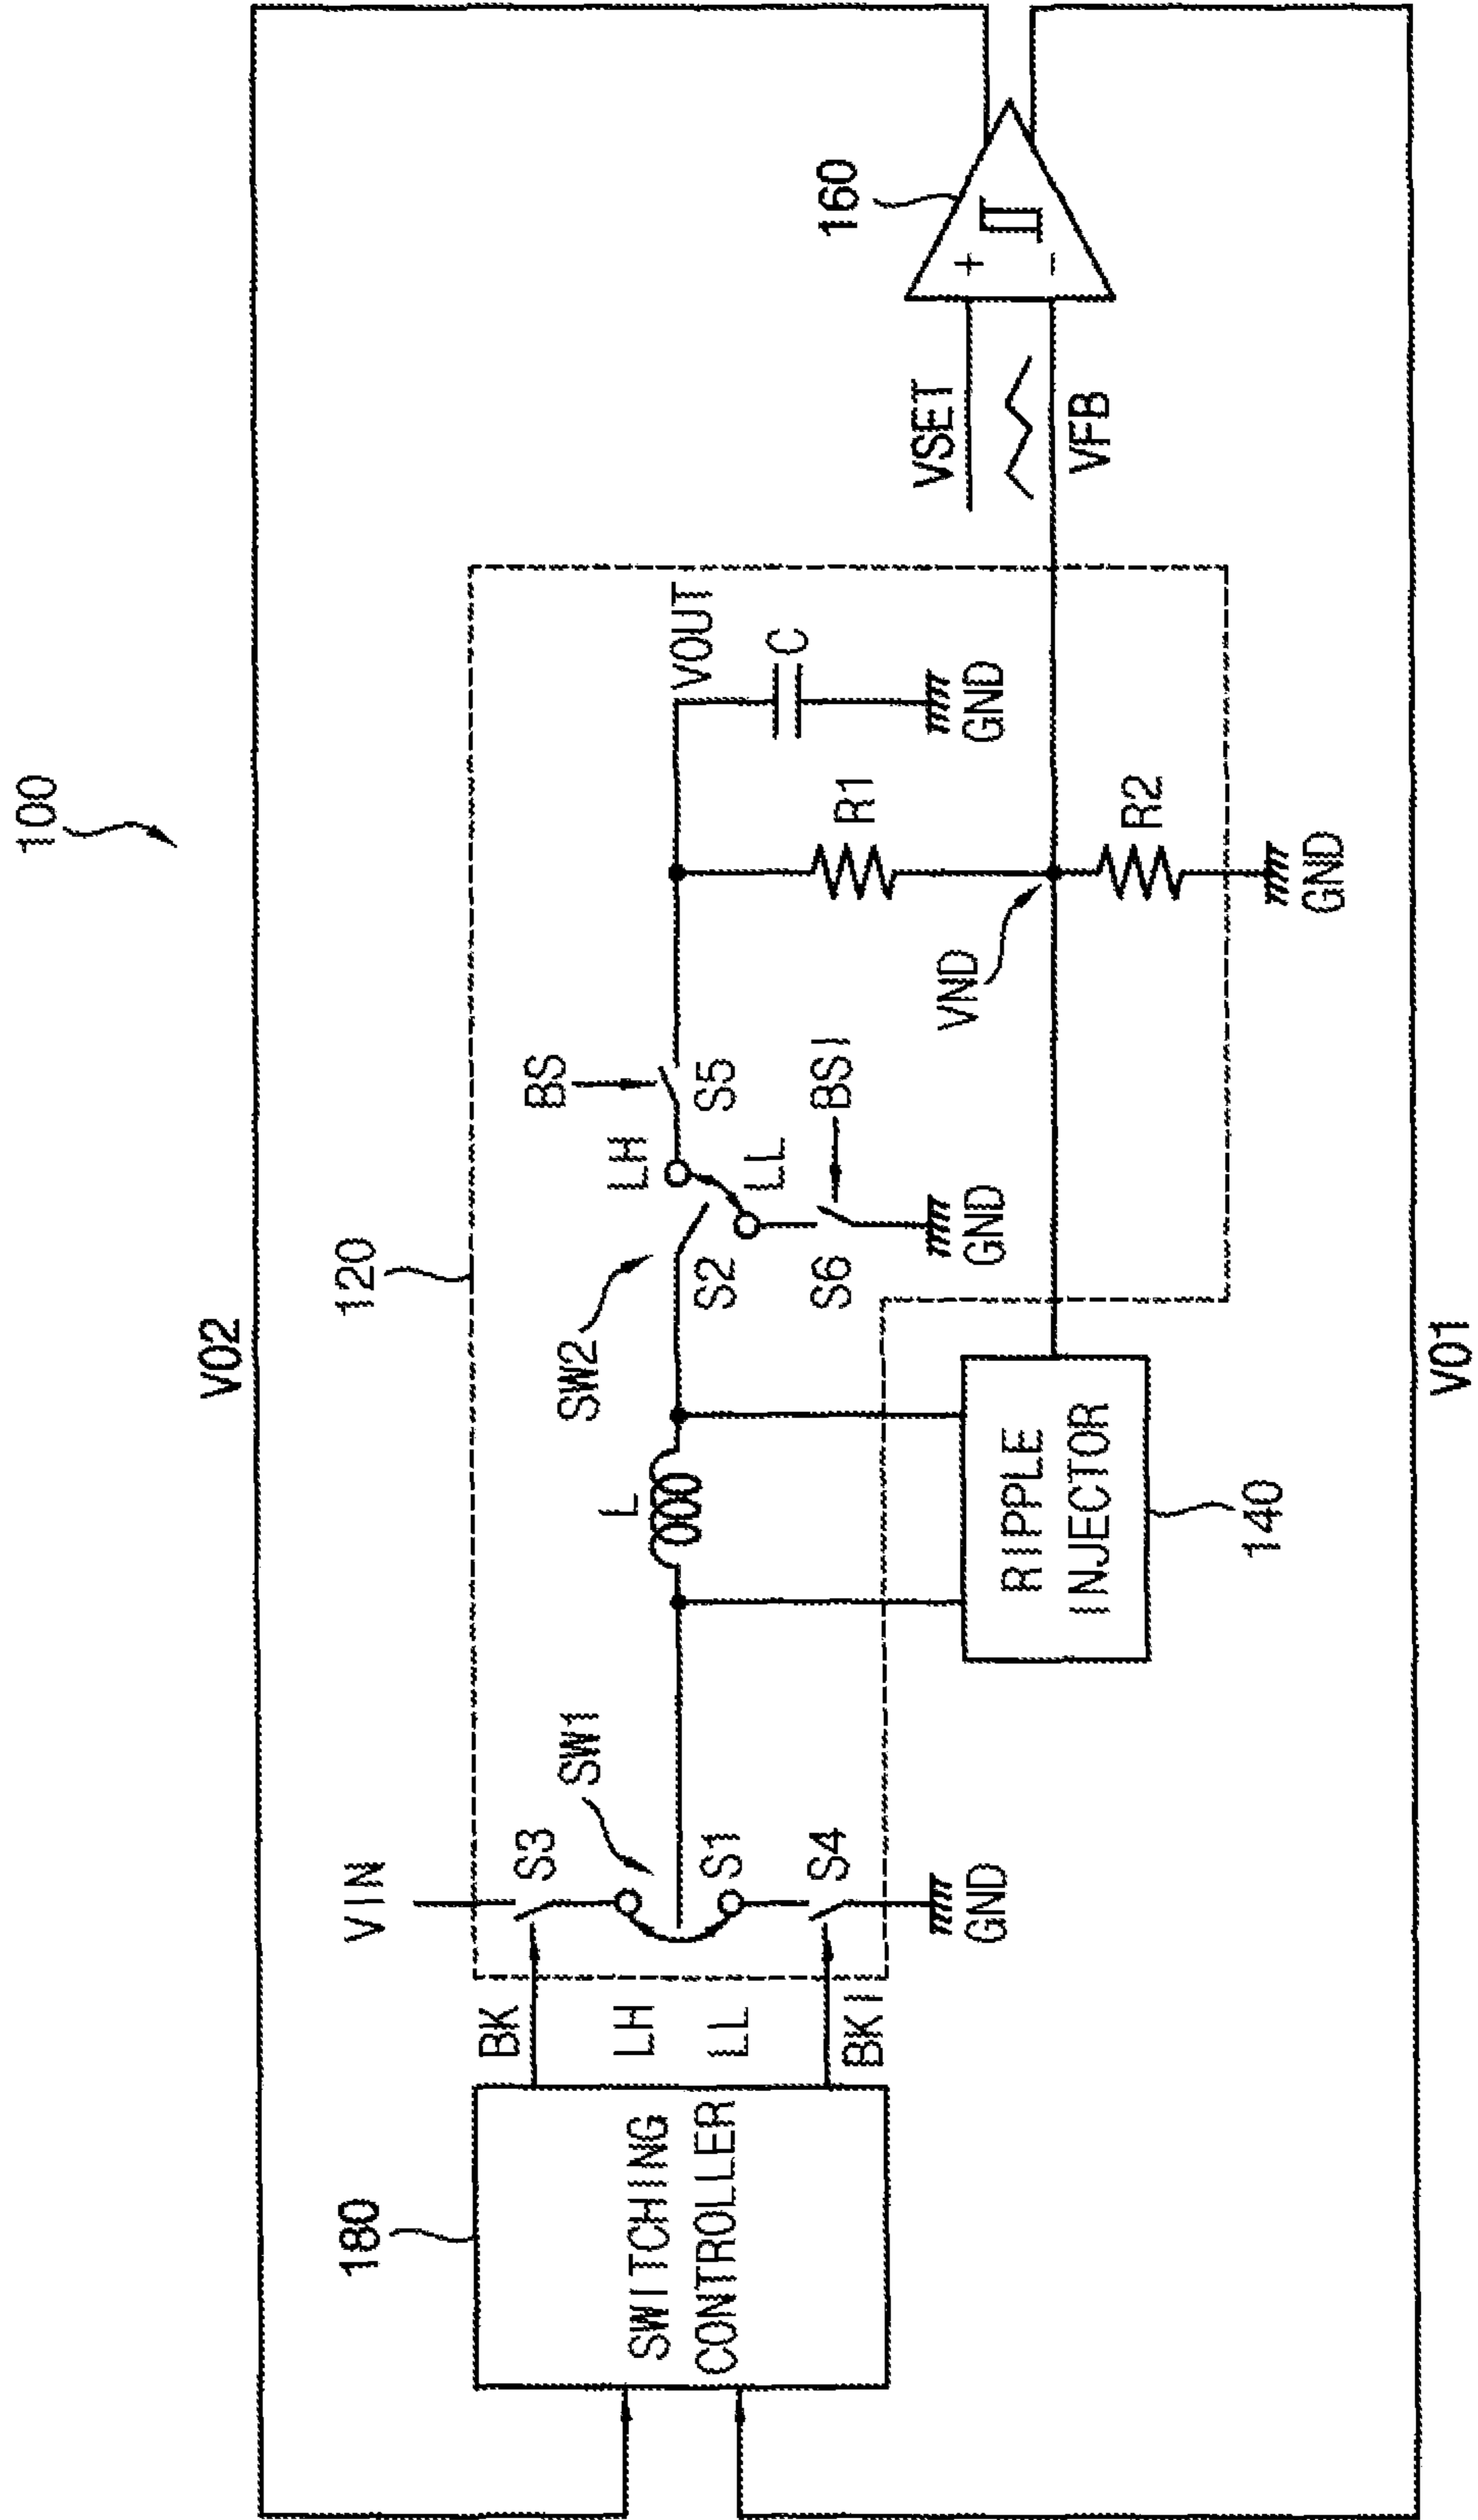 100
V02
120
VIN
S3
SW1
S1
S4
GND
BK
LH
LL
BKI
180
SWITCHING
CONTROLLER
L
SW2
S2
LH
LL
BS
S5
S6
BSI
GND
VOUT
C
GND
R1
VND
R2
GND
RIPPLE
INJECTOR
140
VSET
VFB
+
-
160
V01